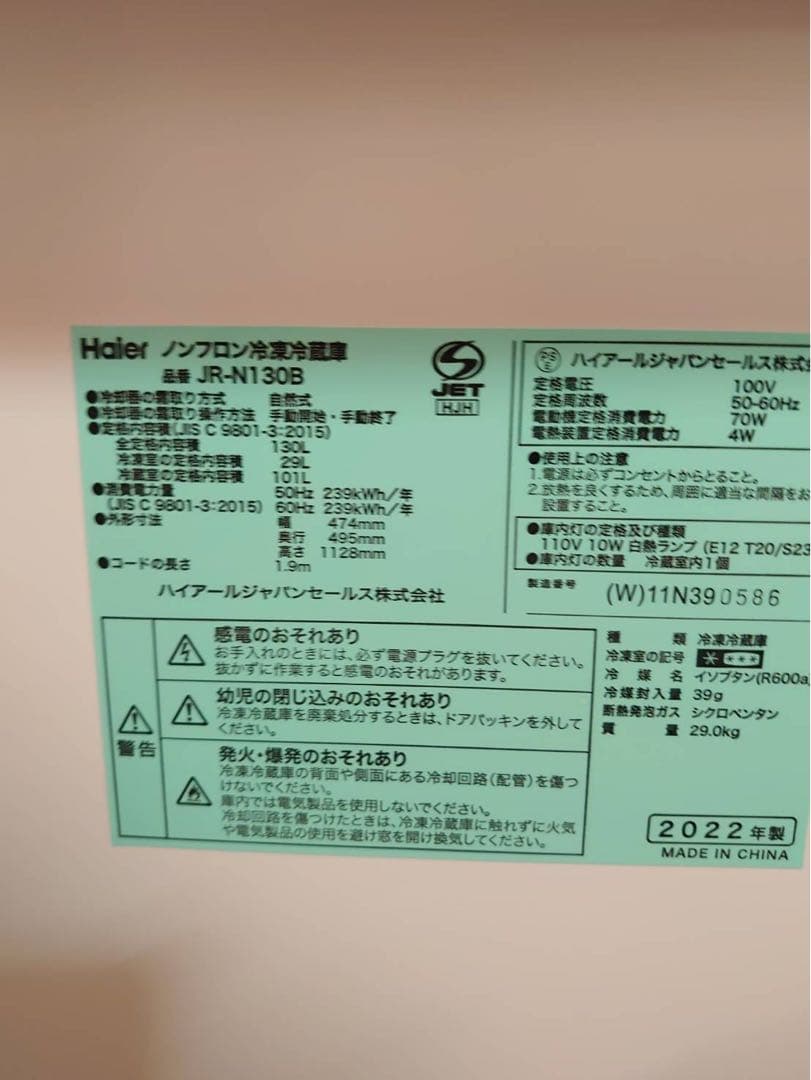 Haier ノンフロン冷凍冷蔵庫
品番 JR-N130B
●冷却器の霜取り方式 自然式
●冷却器の霜取り操作方法 手動開始・手動終了
●定格内容積(JIS C 9801-3:2015)
全定格内容積 130L
冷凍室の定格内容積 29L
冷蔵室の定格内容積 101L
●消費電力量 50Hz 239kWh/年
(JIS C 9801-3:2015) 60Hz 239kWh/年
●外形寸法 幅 474mm
奥行 495mm
高さ 1128mm
●コードの長さ 1.9m
ハイアールジャパンセールス株式会社
JET
HJH
PS
E
ハイアールジャパンセールス株式
定格電圧 100V
定格周波数 50-60Hz
電動機定格消費電力 70W
電熱装置定格消費電力 4W
●使用上の注意
1.電源は必ずコンセントからとること。
2.放熱を良くするため、周囲に適当な間隔をお
設置すること。
●庫内灯の定格及び種類
110V 10W 白熱ランプ (E12 T20/S23
●庫内灯の数量 冷蔵室内1個
製造番号 (W)11N390586
警告
感電のおそれあり
お手入れのときには、必ず電源プラグを抜いてください。
抜かずに作業すると感電のおそれがあります。
幼児の閉じ込みのおそれあり
冷凍冷蔵庫を廃棄処分するときは、ドアパッキンを外して
ください。
発火・爆発のおそれあり
冷凍冷蔵庫の背面や側面にある冷却回路(配管)を傷つ
けないでください。
庫内では電気製品を使用しないでください。
冷却回路を傷つけたときは、冷凍冷蔵庫に触れずに火気
や電気製品の使用を避け窓を開け換気してください。
種類 冷凍冷蔵庫
冷凍室の記号 ****
冷媒名 イソブタン(R600a
冷媒封入量 39g
断熱発泡ガス シクロペンタン
質量 29.0kg
2022年製
MADE IN CHINA